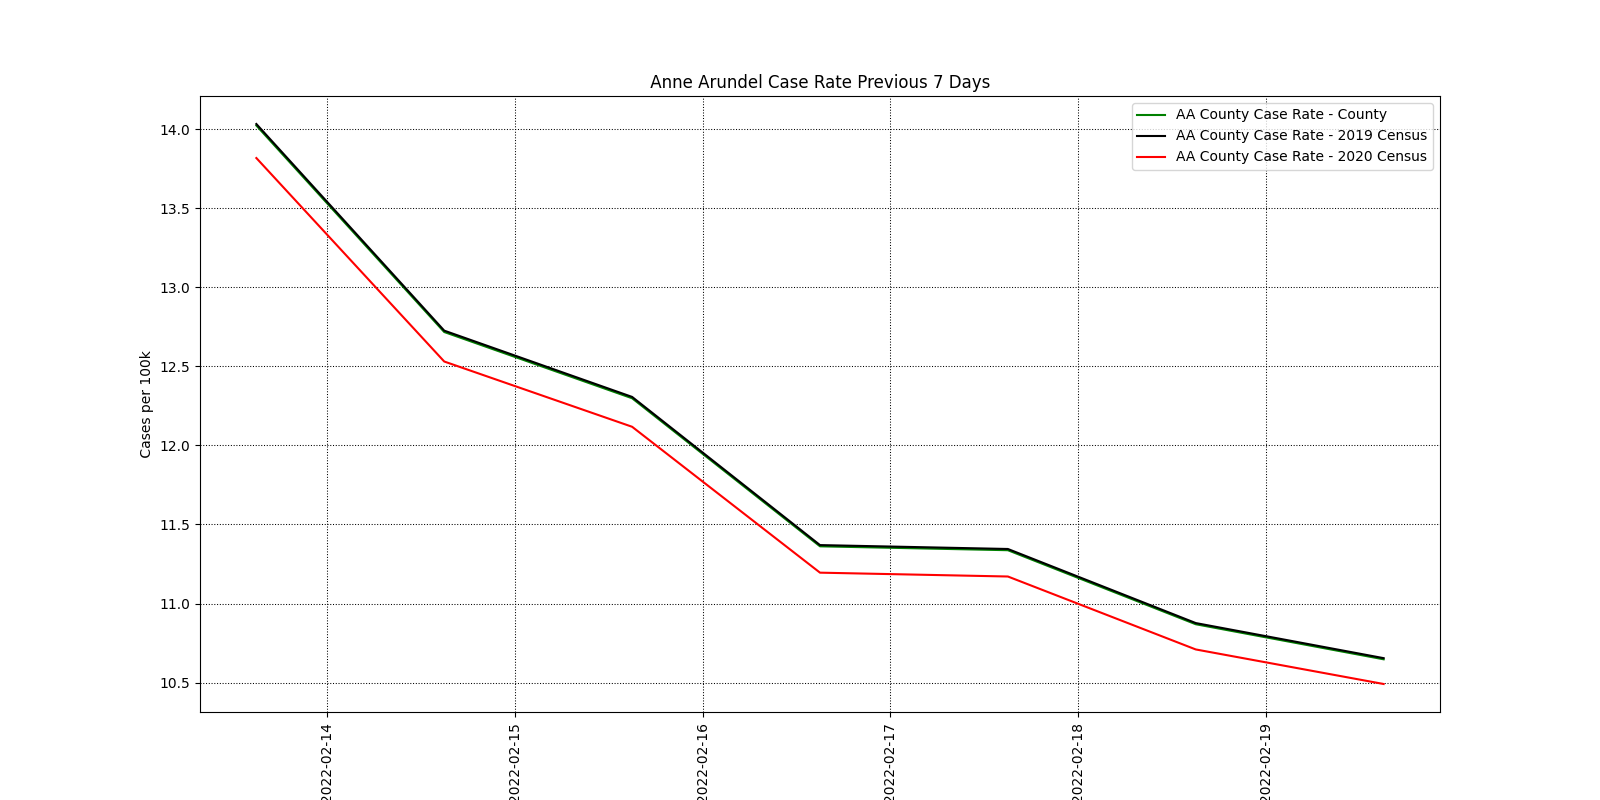 Anne Arundel Case Rate Previous 7 Days
AA County Case Rate - County
AA County Case Rate - 2019 Census
AA County Case Rate - 2020 Census
Cases per 100k
14.0
13.5
13.0
12.5
12.0
11.5
11.0
10.5
2022-02-14
2022-02-15
2022-02-16
2022-02-17
2022-02-18
2022-02-19